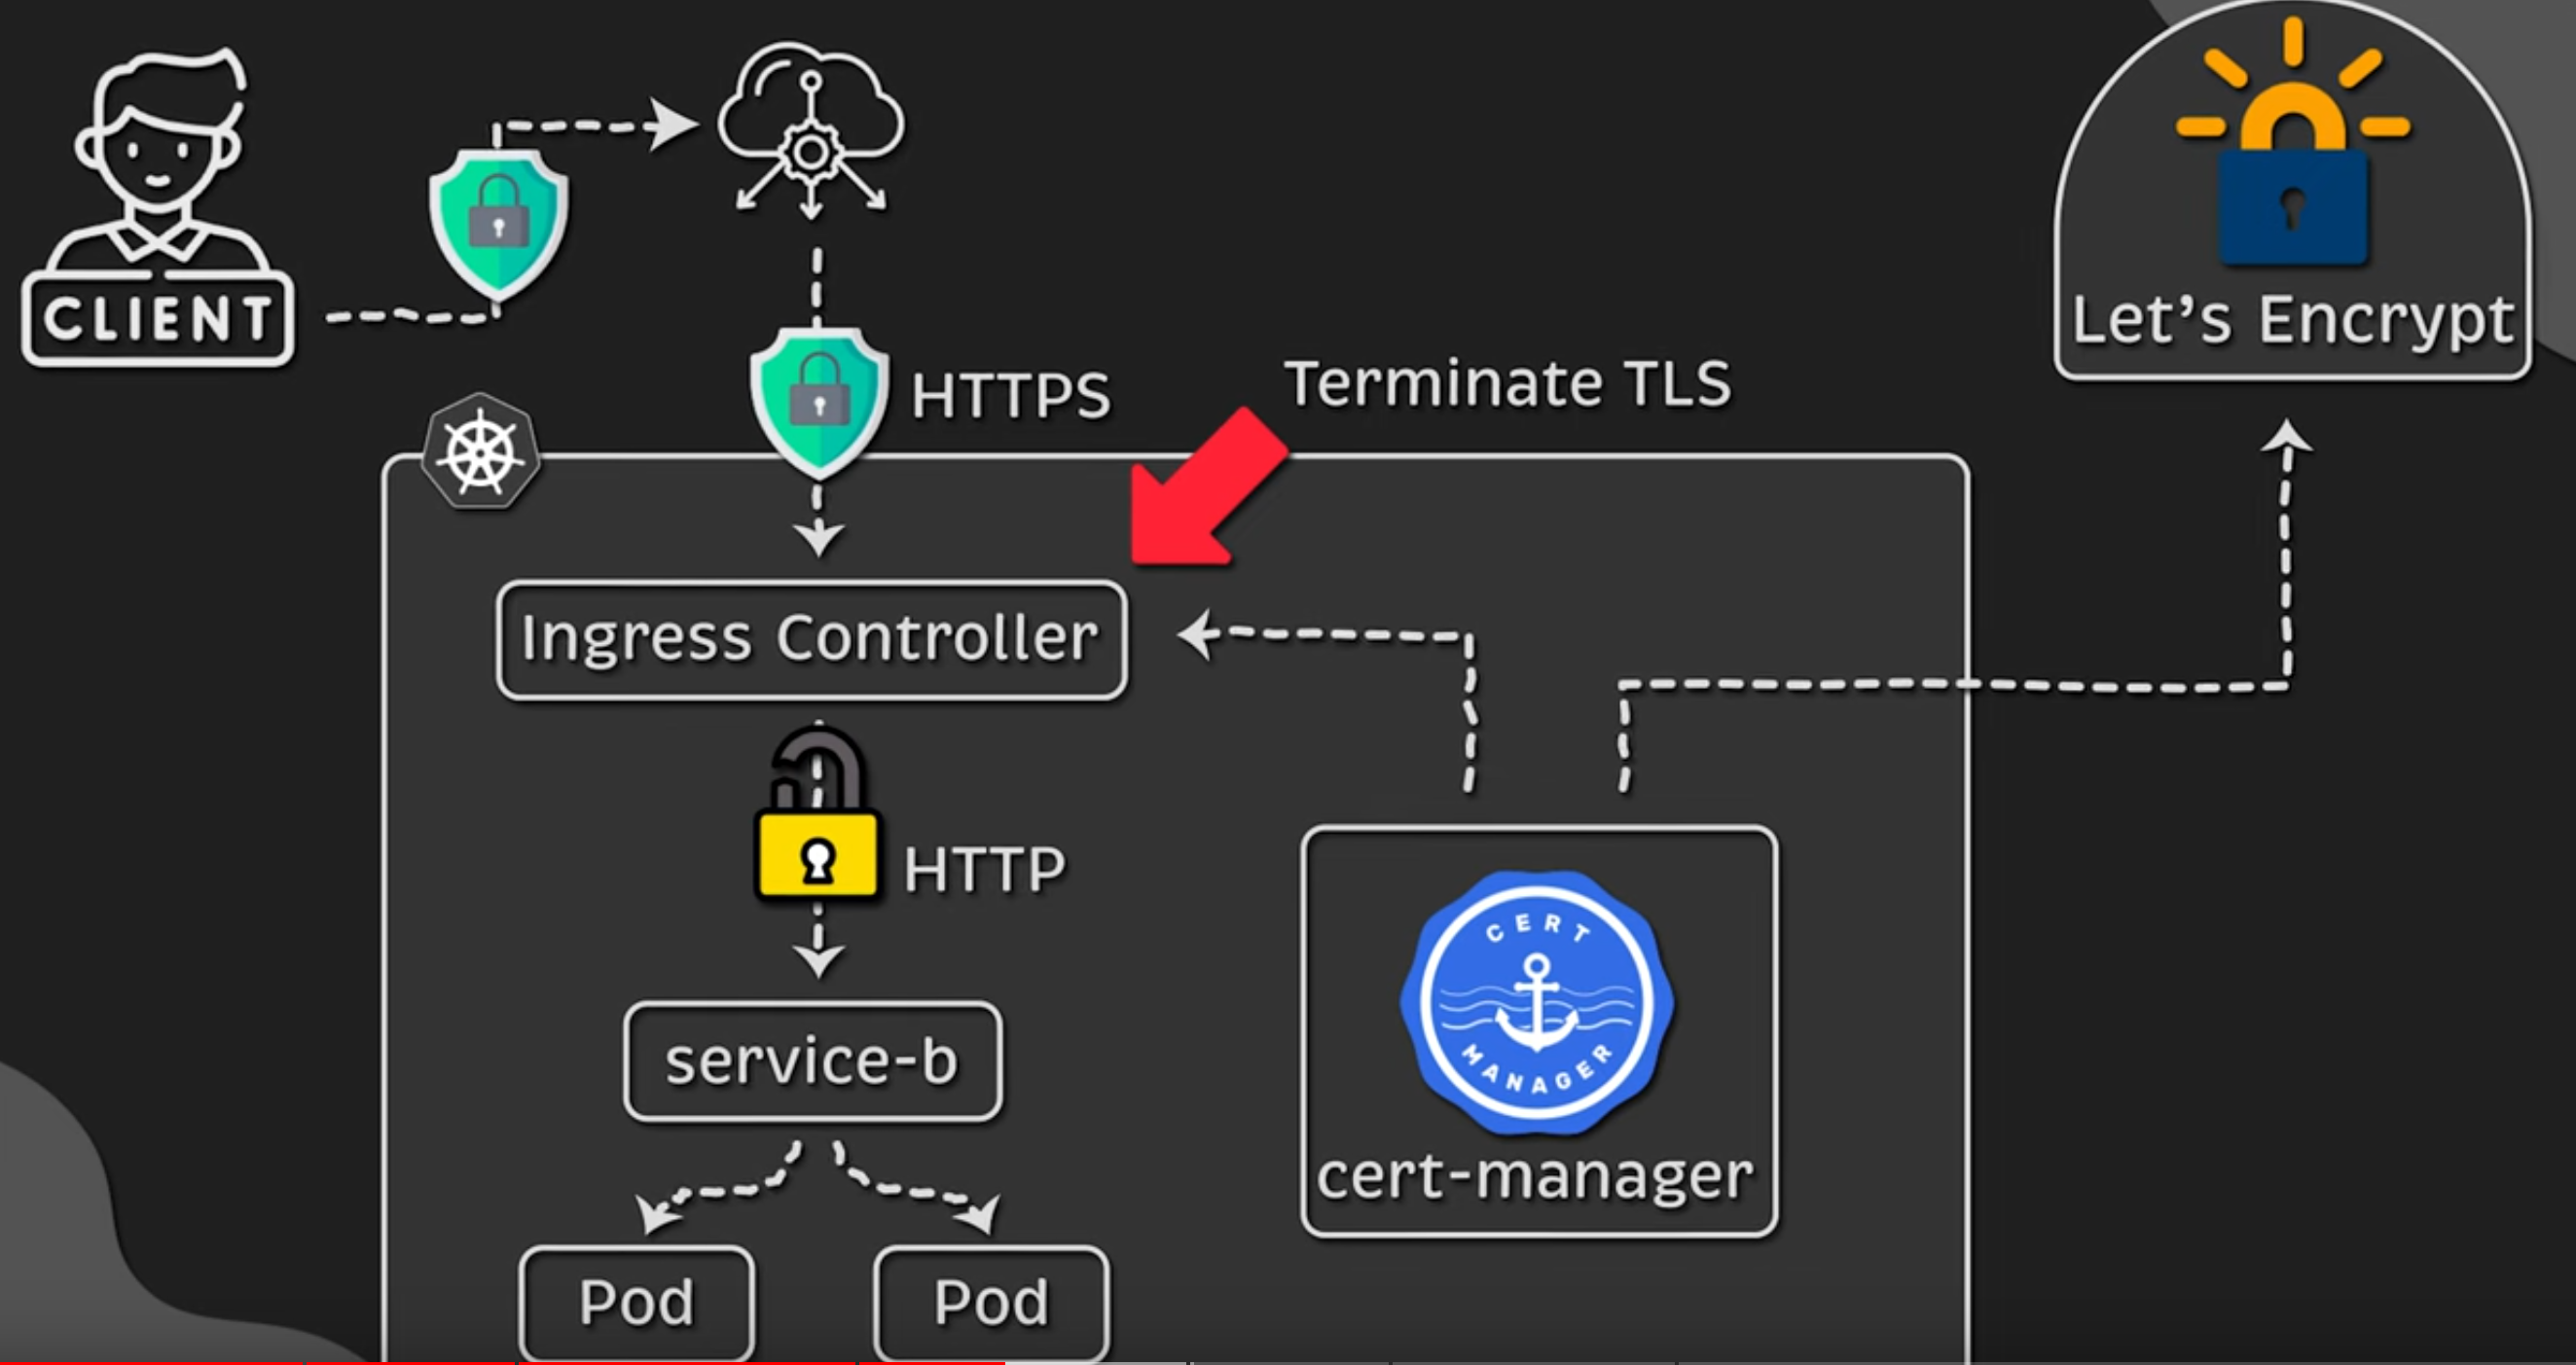 CLIENT
Let's Encrypt
HTTPS
Terminate TLS
Ingress Controller
HTTP
CERT
MANAGER
service-b
cert-manager
Pod
Pod